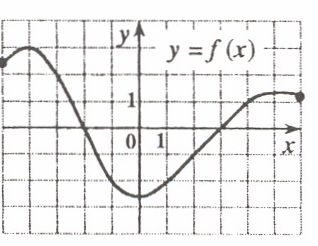 y
y = f (x)
1
0 1
x